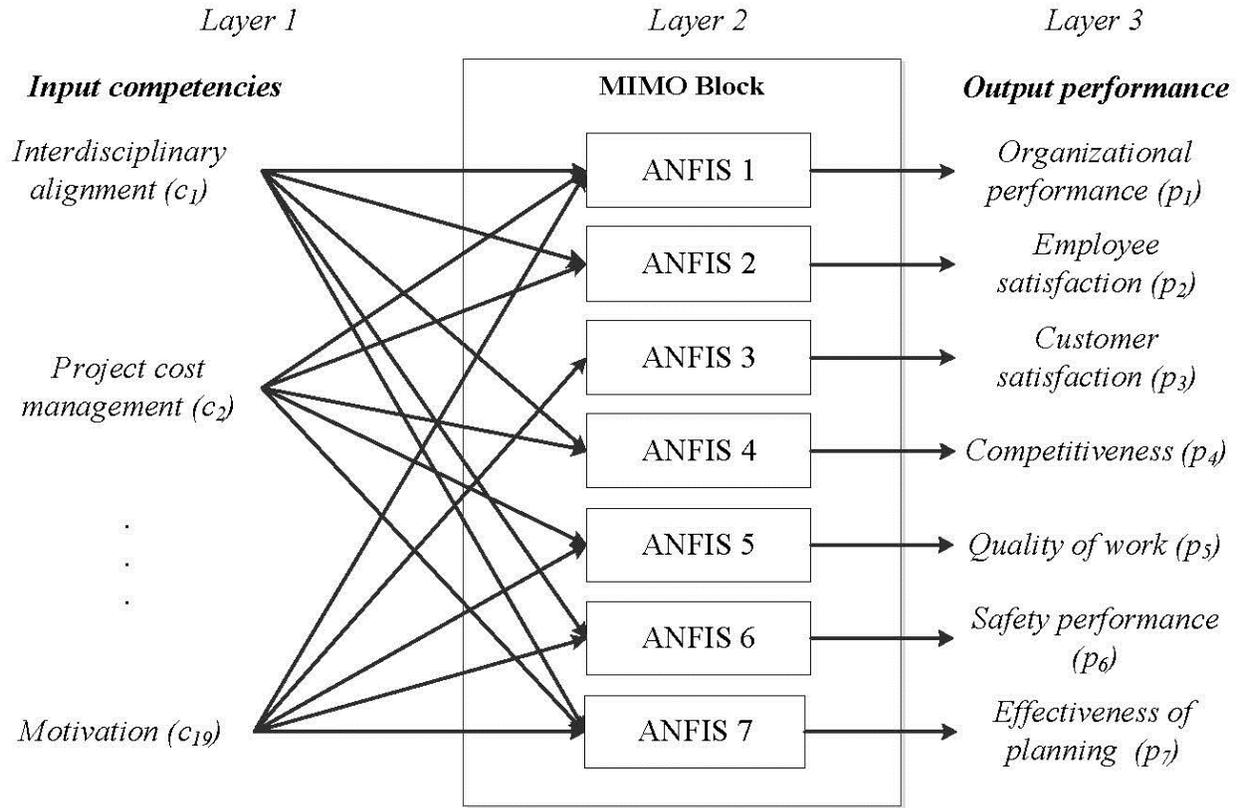 Layer 1
Layer 2
Layer 3
Input competencies
MIMO Block
Output performance
Interdisciplinary
alignment (c1)
ANFIS 1
Organizational
performance (p1)
ANFIS 2
Employee
satisfaction (p2)
Project cost
management (c2)
ANFIS 3
Customer
satisfaction (p3)
ANFIS 4
Competitiveness (p4)
.
.
.
ANFIS 5
Quality of work (p5)
ANFIS 6
Safety performance
(p6)
Motivation (c19)
ANFIS 7
Effectiveness of
planning (p7)